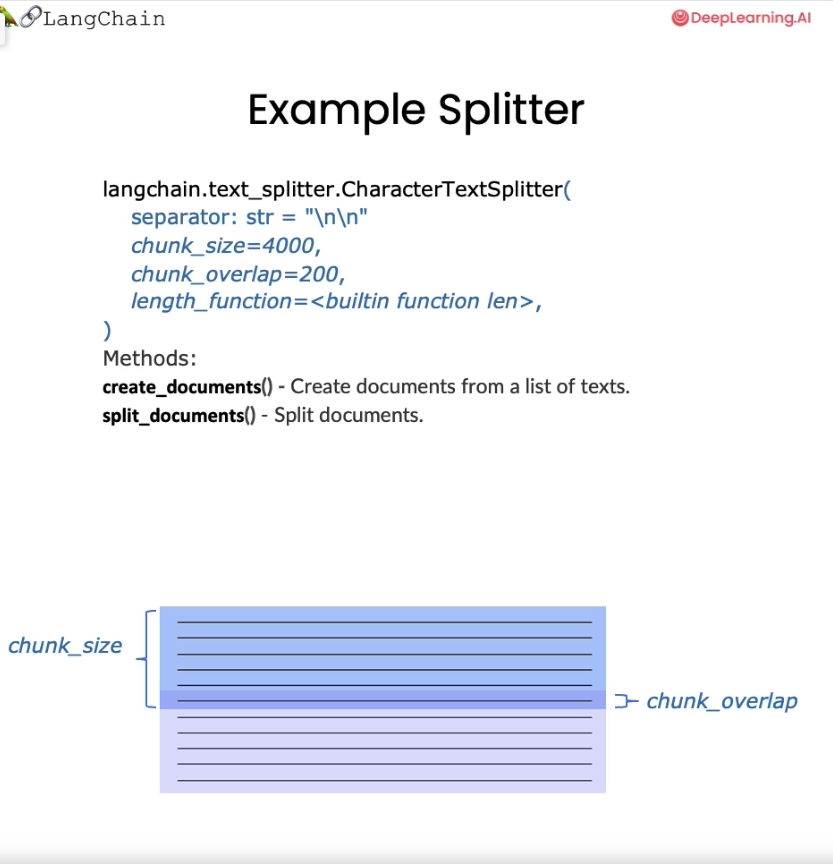 LangChain
DeepLearning.AI
Example Splitter
langchain.text_splitter.CharacterTextSplitter(
separator: str = "\n\n"
chunk_size=4000,
chunk_overlap=200,
length_function=<builtin function len>,
)
Methods:
create_documents() - Create documents from a list of texts.
split_documents() - Split documents.
chunk_size
chunk_overlap